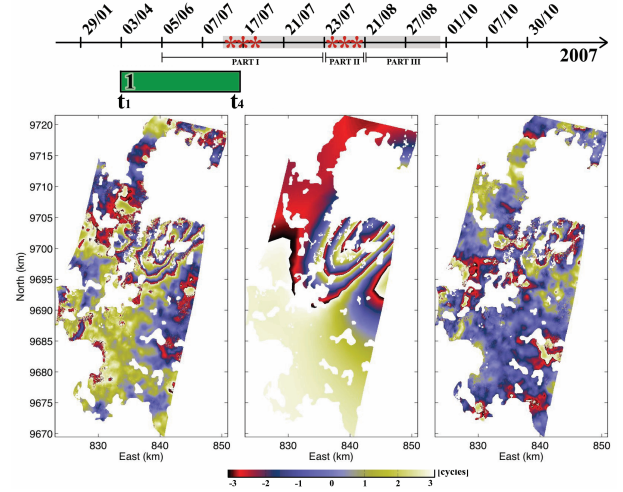 29/01 03/04 05/06 07/07 17/07 21/07 23/07 21/08 27/08 01/10 07/10 30/10
2007
PART I PART II PART III
1
t1 t4
9720
9715
9710
9705
9700
9695
9690
9685
9680
9675
9670
North (km)
830 840 850 830 840 850 830 840 850
East (km) East (km) East (km)
[cycles]
-3 -2 -1 0 1 2 3